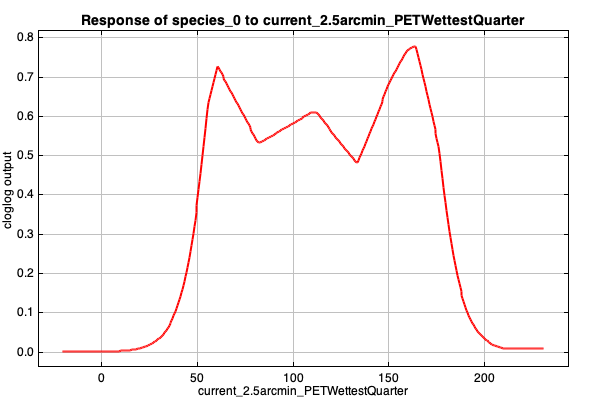 Response of species_0 to current_2.5arcmin_PETWettestQuarter
0.8
0.7
0.6
0.5
0.4
0.3
0.2
0.1
0.0
cloglog output
0 50 100 150 200
current_2.5arcmin_PETWettestQuarter